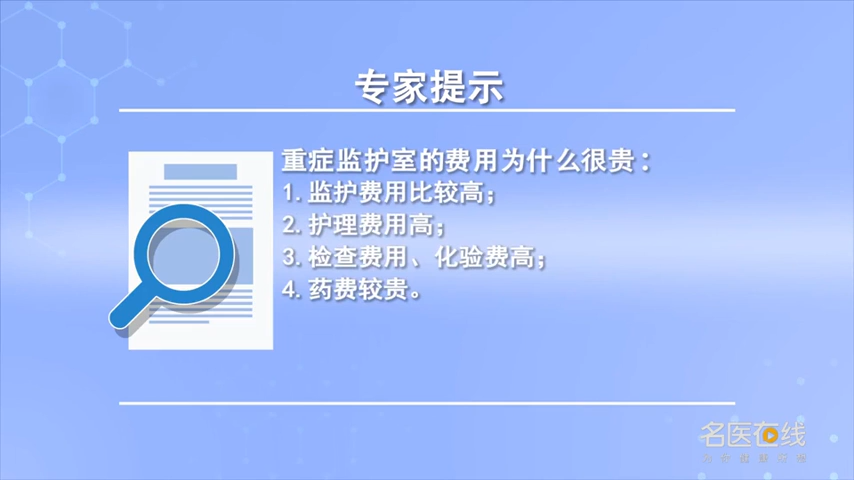 专家提示
重症监护室的费用为什么很贵：
1.监护费用比较高；
2.护理费用高；
3.检查费用、化验费高；
4.药费较贵。
名医在线